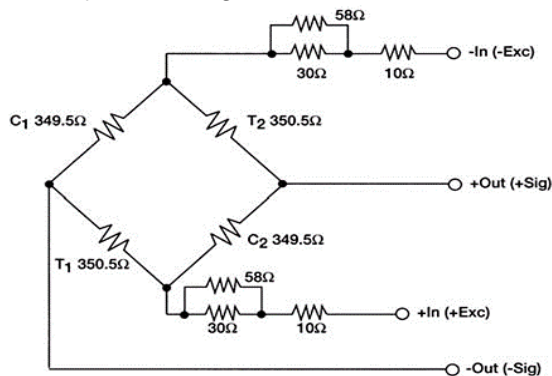 58Ω
-In (-Exc)
30Ω
10Ω
C1 349.5Ω
T2 350.5Ω
+Out (+Sig)
C2 349.5Ω
T1 350.5Ω
58Ω
30Ω
10Ω
+In (+Exc)
-Out (-Sig)